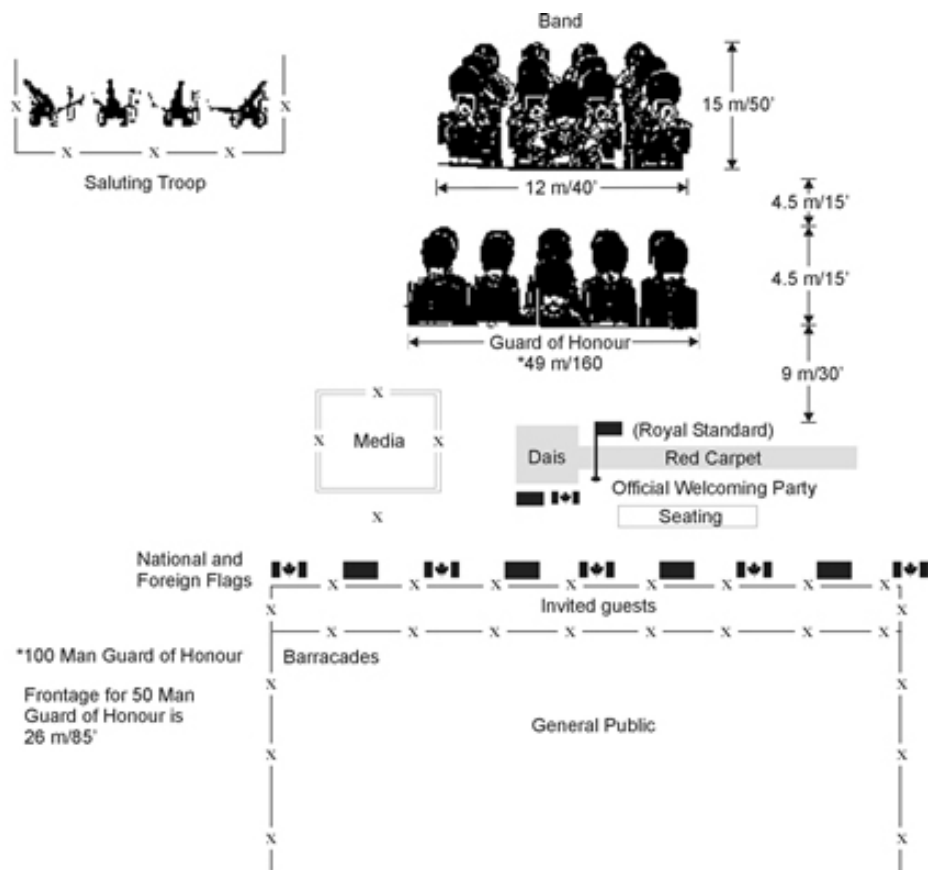 Band
15 m/50'
12 m/40'
Saluting Troop
4.5 m/15'
4.5 m/15'
Guard of Honour
*49 m/160
9 m/30'
Media
Dais
(Royal Standard)
Red Carpet
Official Welcoming Party
Seating
National and
Foreign Flags
Invited guests
*100 Man Guard of Honour
Barracades
Frontage for 50 Man
Guard of Honour is
26 m/85'
General Public